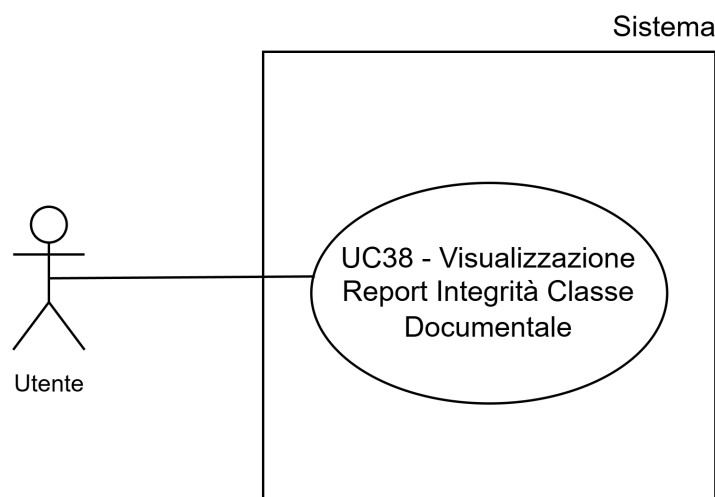 Sistema
UC38 - Visualizzazione
Report Integrità Classe
Documentale
Utente